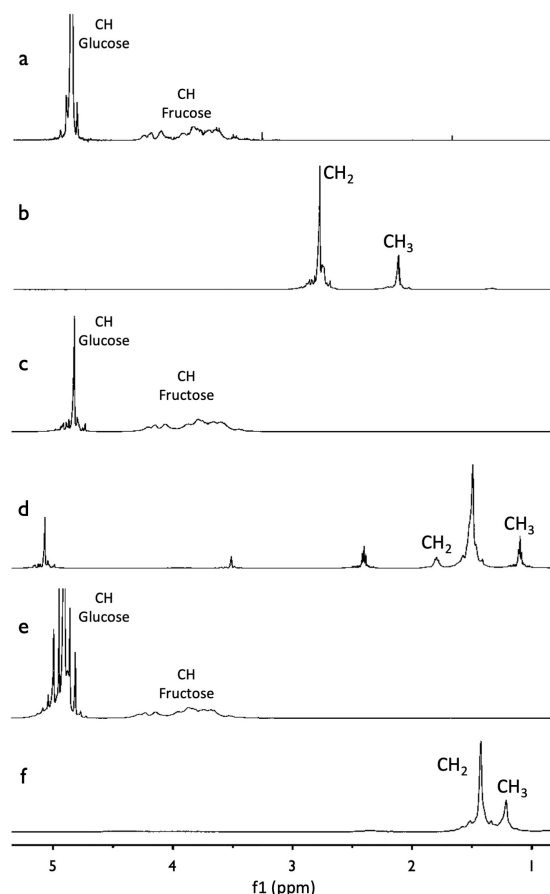 a
CH
Glucose
CH
Frucose
b
CH₂
CH₃
c
CH
Glucose
CH
Fructose
d
CH₂
CH₃
e
CH
Glucose
CH
Fructose
f
CH₂
CH₃
5 4 3 2 1
f1 (ppm)